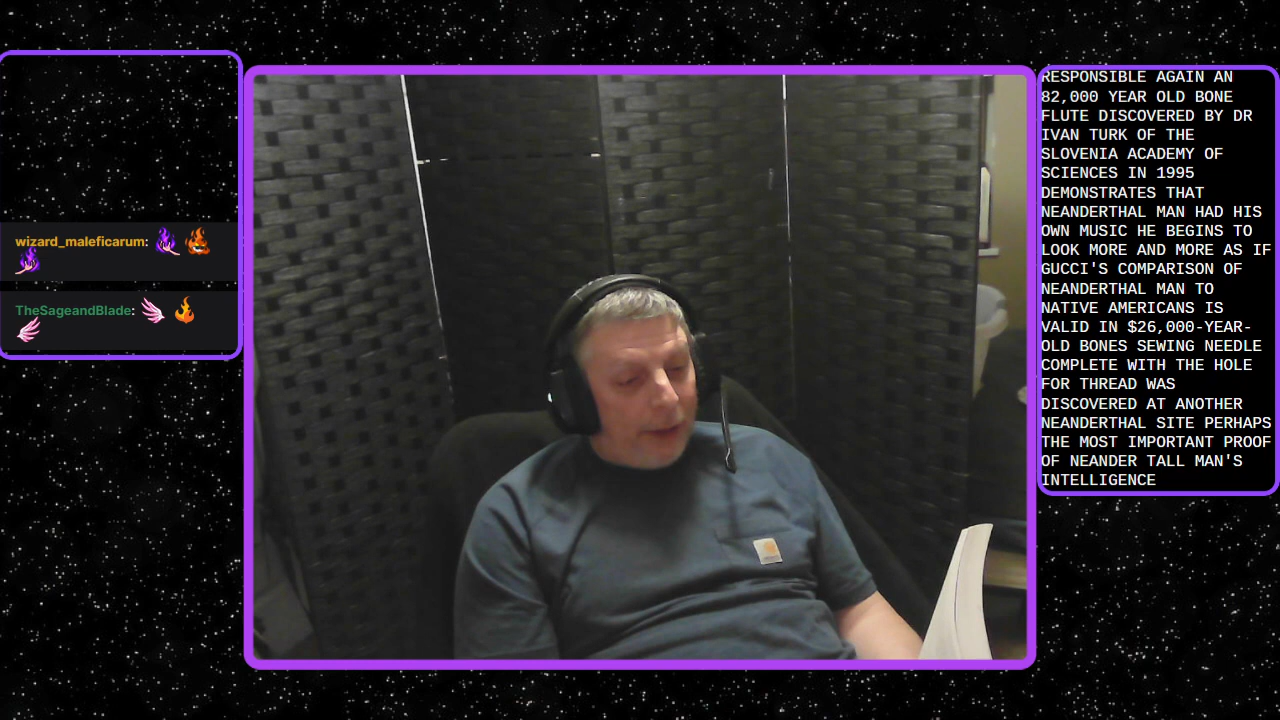 wizard_maleficarum:
TheSageandBlade:
RESPONSIBLE AGAIN AN
82,000 YEAR OLD BONE
FLUTE DISCOVERED BY DR
IVAN TURK OF THE
SLOVENIA ACADEMY OF
SCIENCES IN 1995
DEMONSTRATES THAT
NEANDERTHAL MAN HAD HIS
OWN MUSIC HE BEGINS TO
LOOK MORE AND MORE AS IF
GUCCI'S COMPARISON OF
NEANDERTHAL MAN TO
NATIVE AMERICANS IS
VALID IN $26,000-YEAR-
OLD BONES SEWING NEEDLE
COMPLETE WITH THE HOLE
FOR THREAD WAS
DISCOVERED AT ANOTHER
NEANDERTHAL SITE PERHAPS
THE MOST IMPORTANT PROOF
OF NEANDER TALL MAN'S
INTELLIGENCE